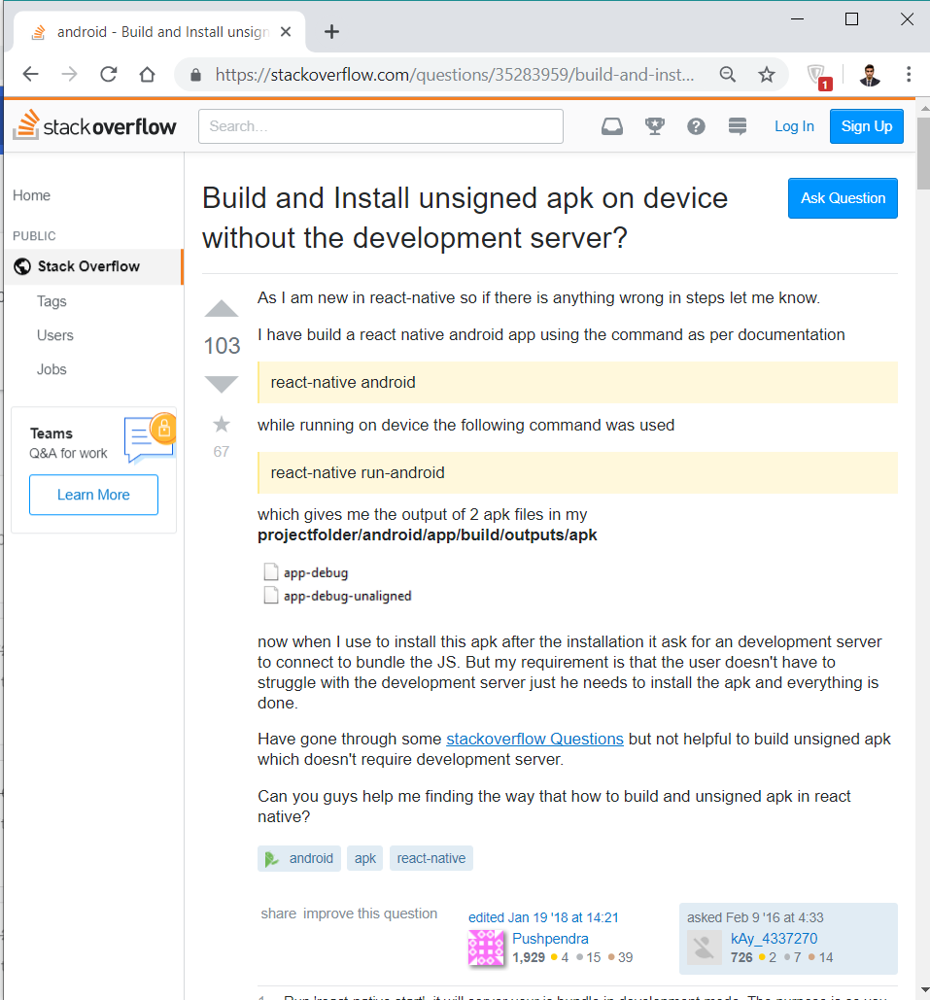 android - Build and Install unsign
https://stackoverflow.com/questions/35283959/build-and-inst...
1
stackoverflow
Search...
Log In
Sign Up
Home
PUBLIC
Stack Overflow
Tags
Users
Jobs
Teams
Q&A for work
Learn More
Build and Install unsigned apk on device
without the development server?
Ask Question
103
67
As I am new in react-native so if there is anything wrong in steps let me know.
I have build a react native android app using the command as per documentation
react-native android
while running on device the following command was used
react-native run-android
which gives me the output of 2 apk files in my
projectfolder/android/app/build/outputs/apk
app-debug
app-debug-unaligned
now when I use to install this apk after the installation it ask for an development server
to connect to bundle the JS. But my requirement is that the user doesn't have to
struggle with the development server just he needs to install the apk and everything is
done.
Have gone through some stackoverflow Questions but not helpful to build unsigned apk
which doesn't require development server.
Can you guys help me finding the way that how to build and unsigned apk in react
native?
android apk react-native
share improve this question
edited Jan 19 '18 at 14:21
Pushpendra
1,929 4 15 39
asked Feb 9 '16 at 4:33
kAy_4337270
726 2 7 14